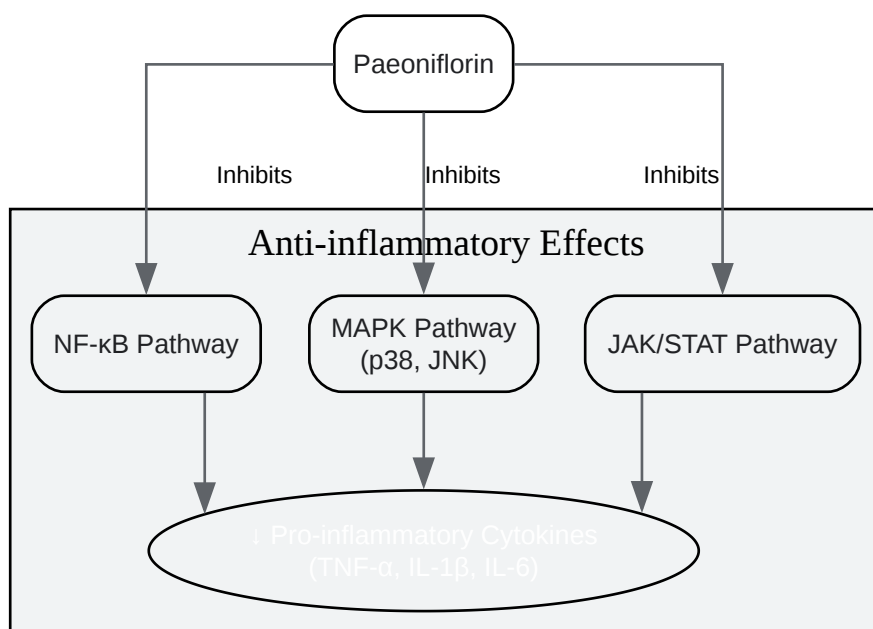 Paeoniflorin
Inhibits
Inhibits
Inhibits
Anti-inflammatory Effects
NF-κB Pathway
MAPK Pathway
(p38, JNK)
JAK/STAT Pathway
↓ Pro-inflammatory Cytokines
(TNF-α, IL-1β, IL-6)